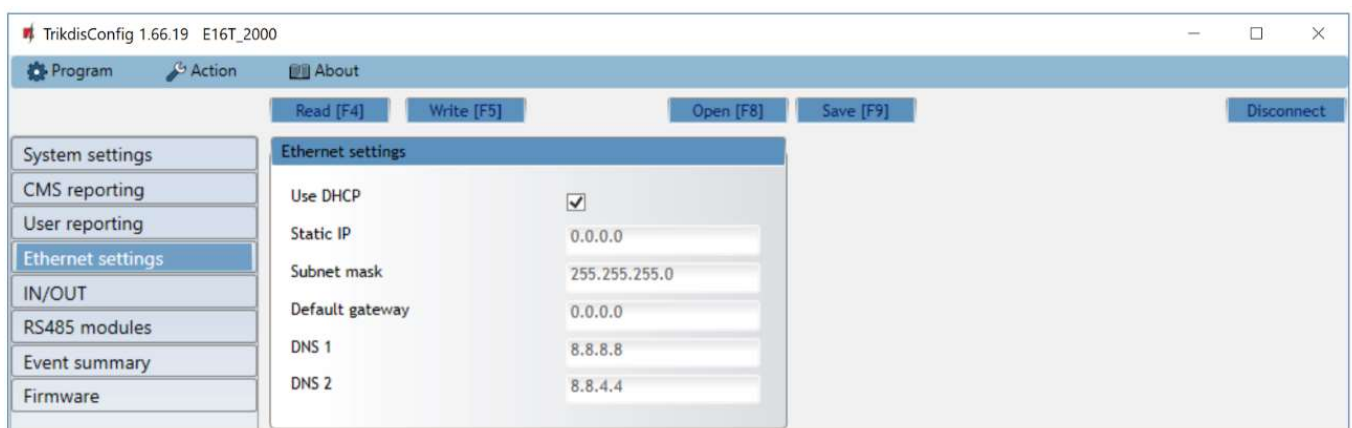 TrikdisConfig 1.66.19 E16T_2000
Program Action About
Read [F4] Write [F5] Open [F8] Save [F9] Disconnect
System settings
CMS reporting
User reporting
Ethernet settings
IN/OUT
RS485 modules
Event summary
Firmware
Ethernet settings
Use DHCP
Static IP 0.0.0.0
Subnet mask 255.255.255.0
Default gateway 0.0.0.0
DNS 1 8.8.8.8
DNS 2 8.8.4.4